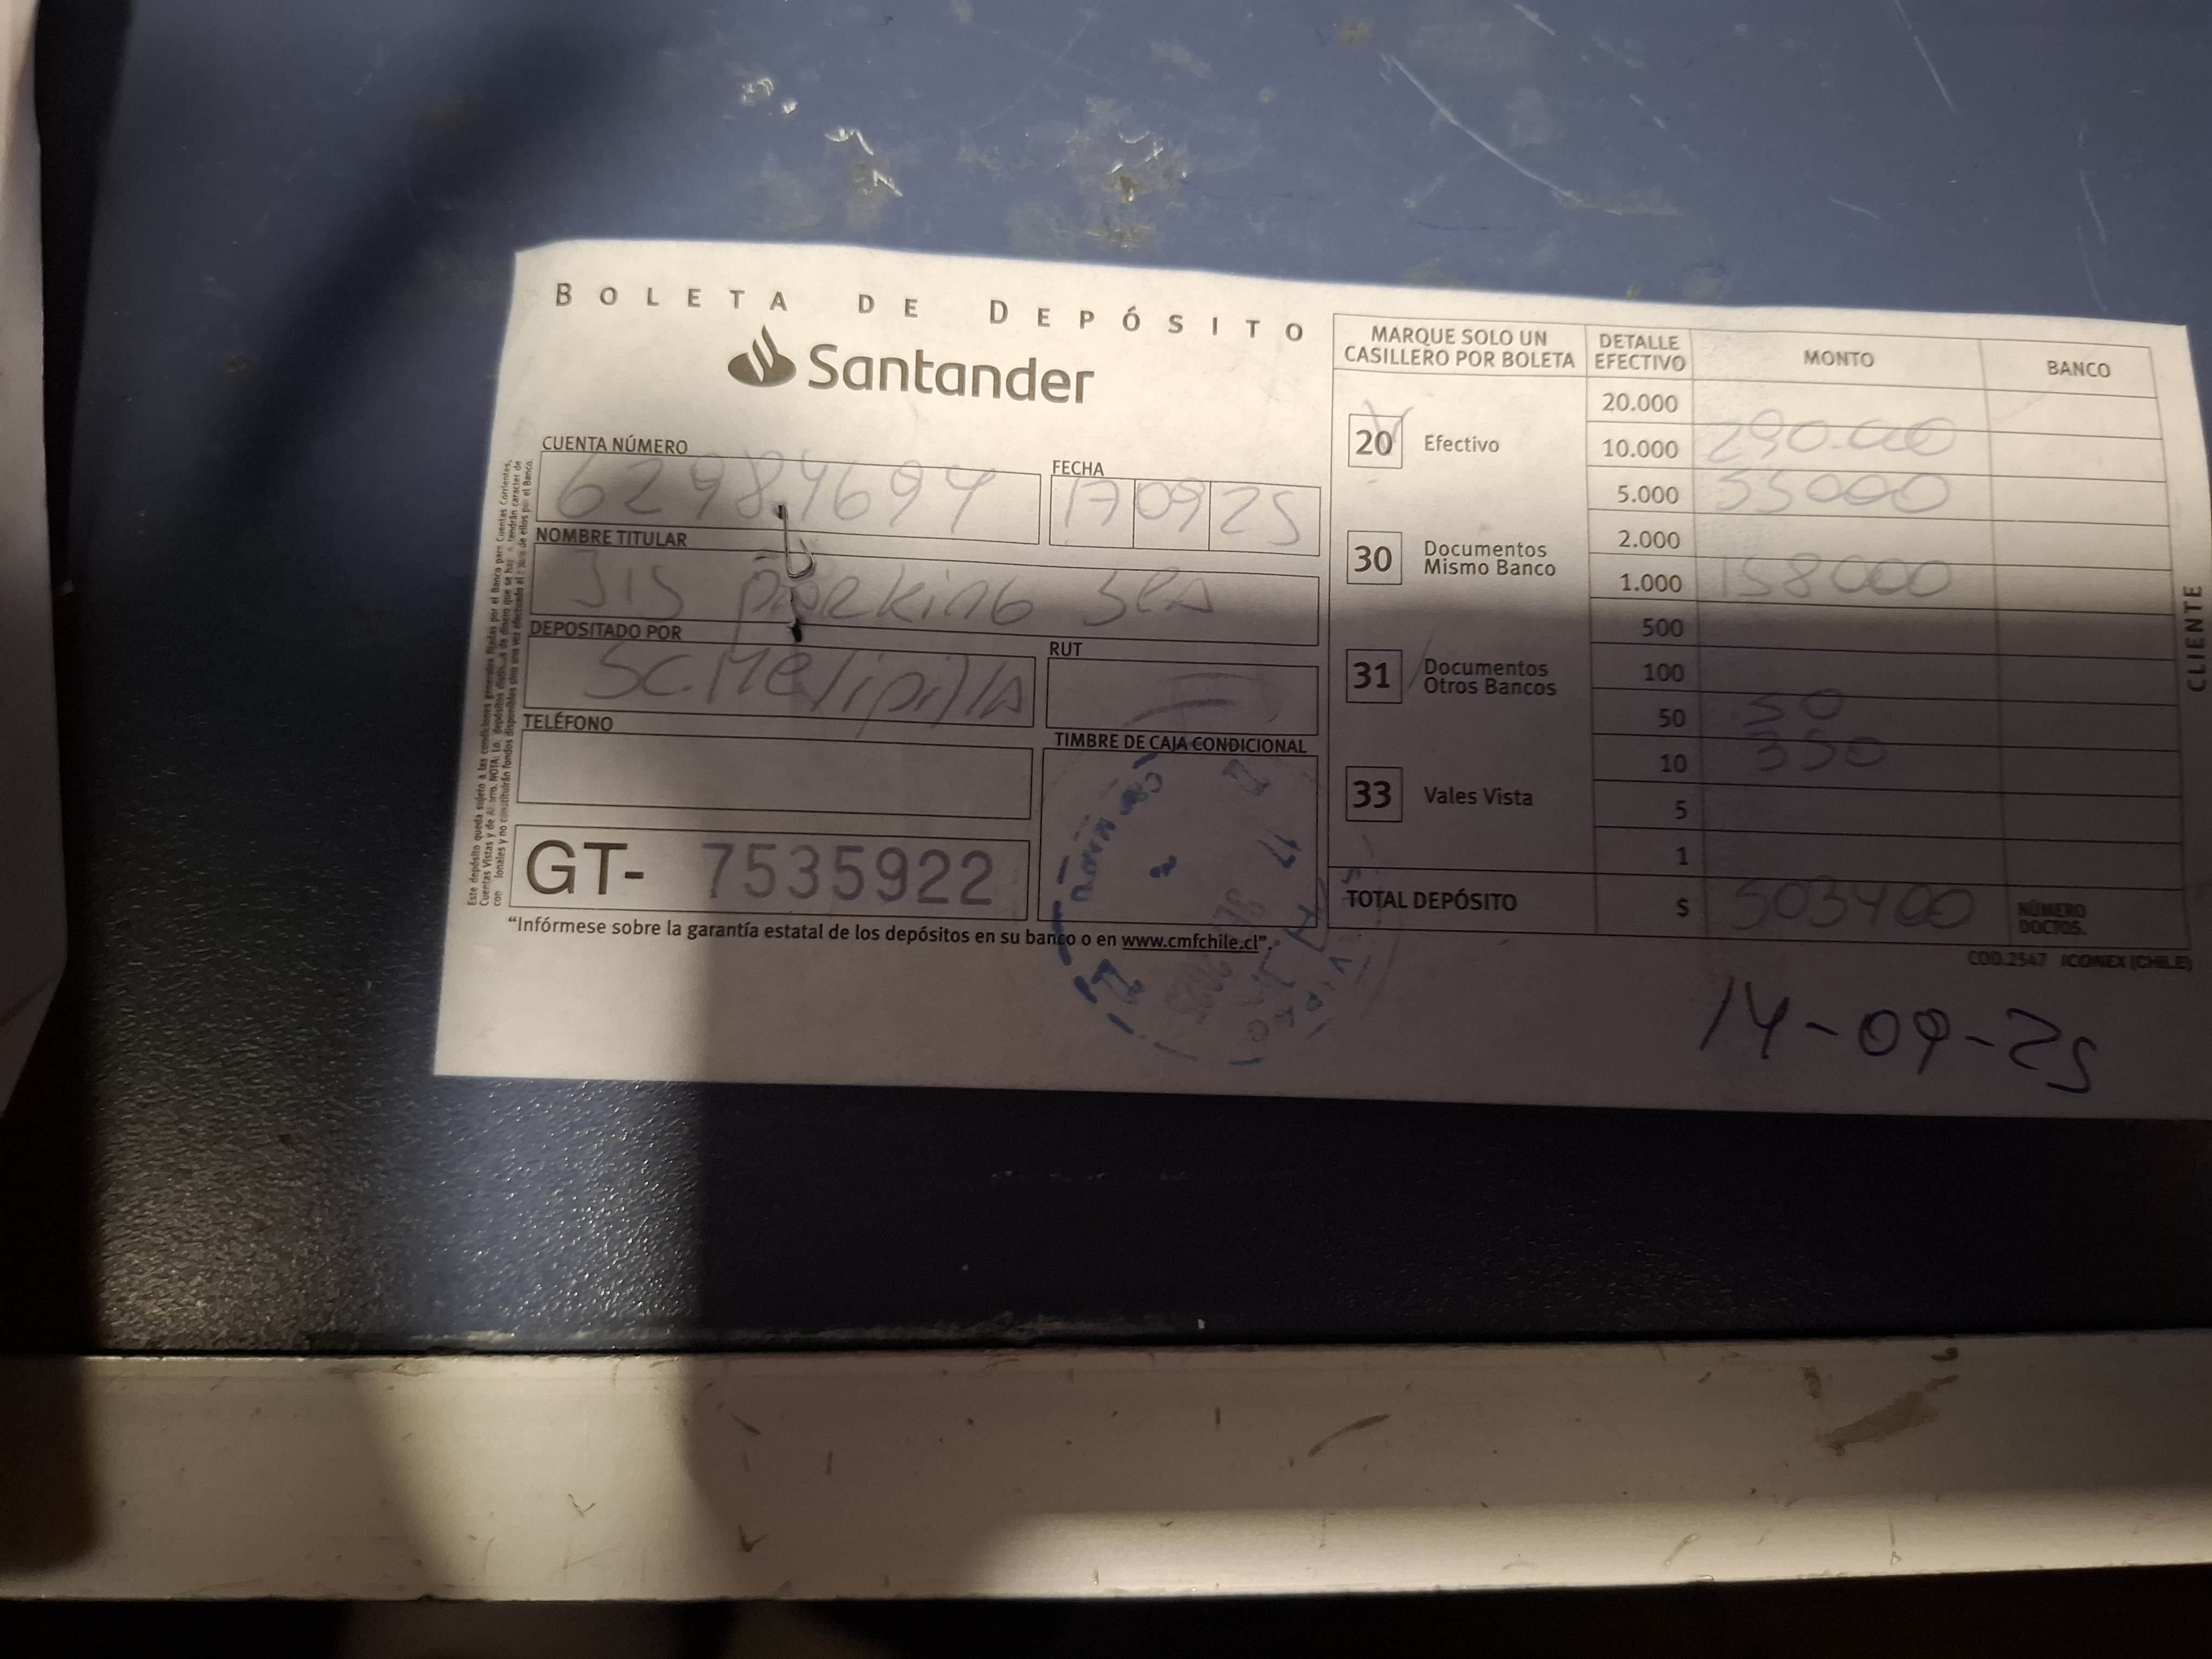 BOLETA DE DEPÓSITO
Santander
CUENTA NÚMERO
62984694
FECHA
17 09 25
NOMBRE TITULAR
JIS parking SPA
DEPOSITADO POR
SC. Melipilla
RUT
TELÉFONO
TIMBRE DE CAJA CONDICIONAL
GT- 7535922
"Infórmese sobre la garantía estatal de los depósitos en su banco o en www.cmfchile.cl".
MARQUE SOLO UN CASILLERO POR BOLETA
20 Efectivo
30 Documentos Mismo Banco
31 Documentos Otros Bancos
33 Vales Vista
DETALLE EFECTIVO MONTO BANCO
20.000
10.000 290.000
5.000 55000
2.000
1.000 158000
500
100
50 50
10 350
5
1
TOTAL DEPÓSITO $ 503400 NÚMERO DOCTOS.
COD.2547 ICONEX (CHILE)
CLIENTE
14-09-25